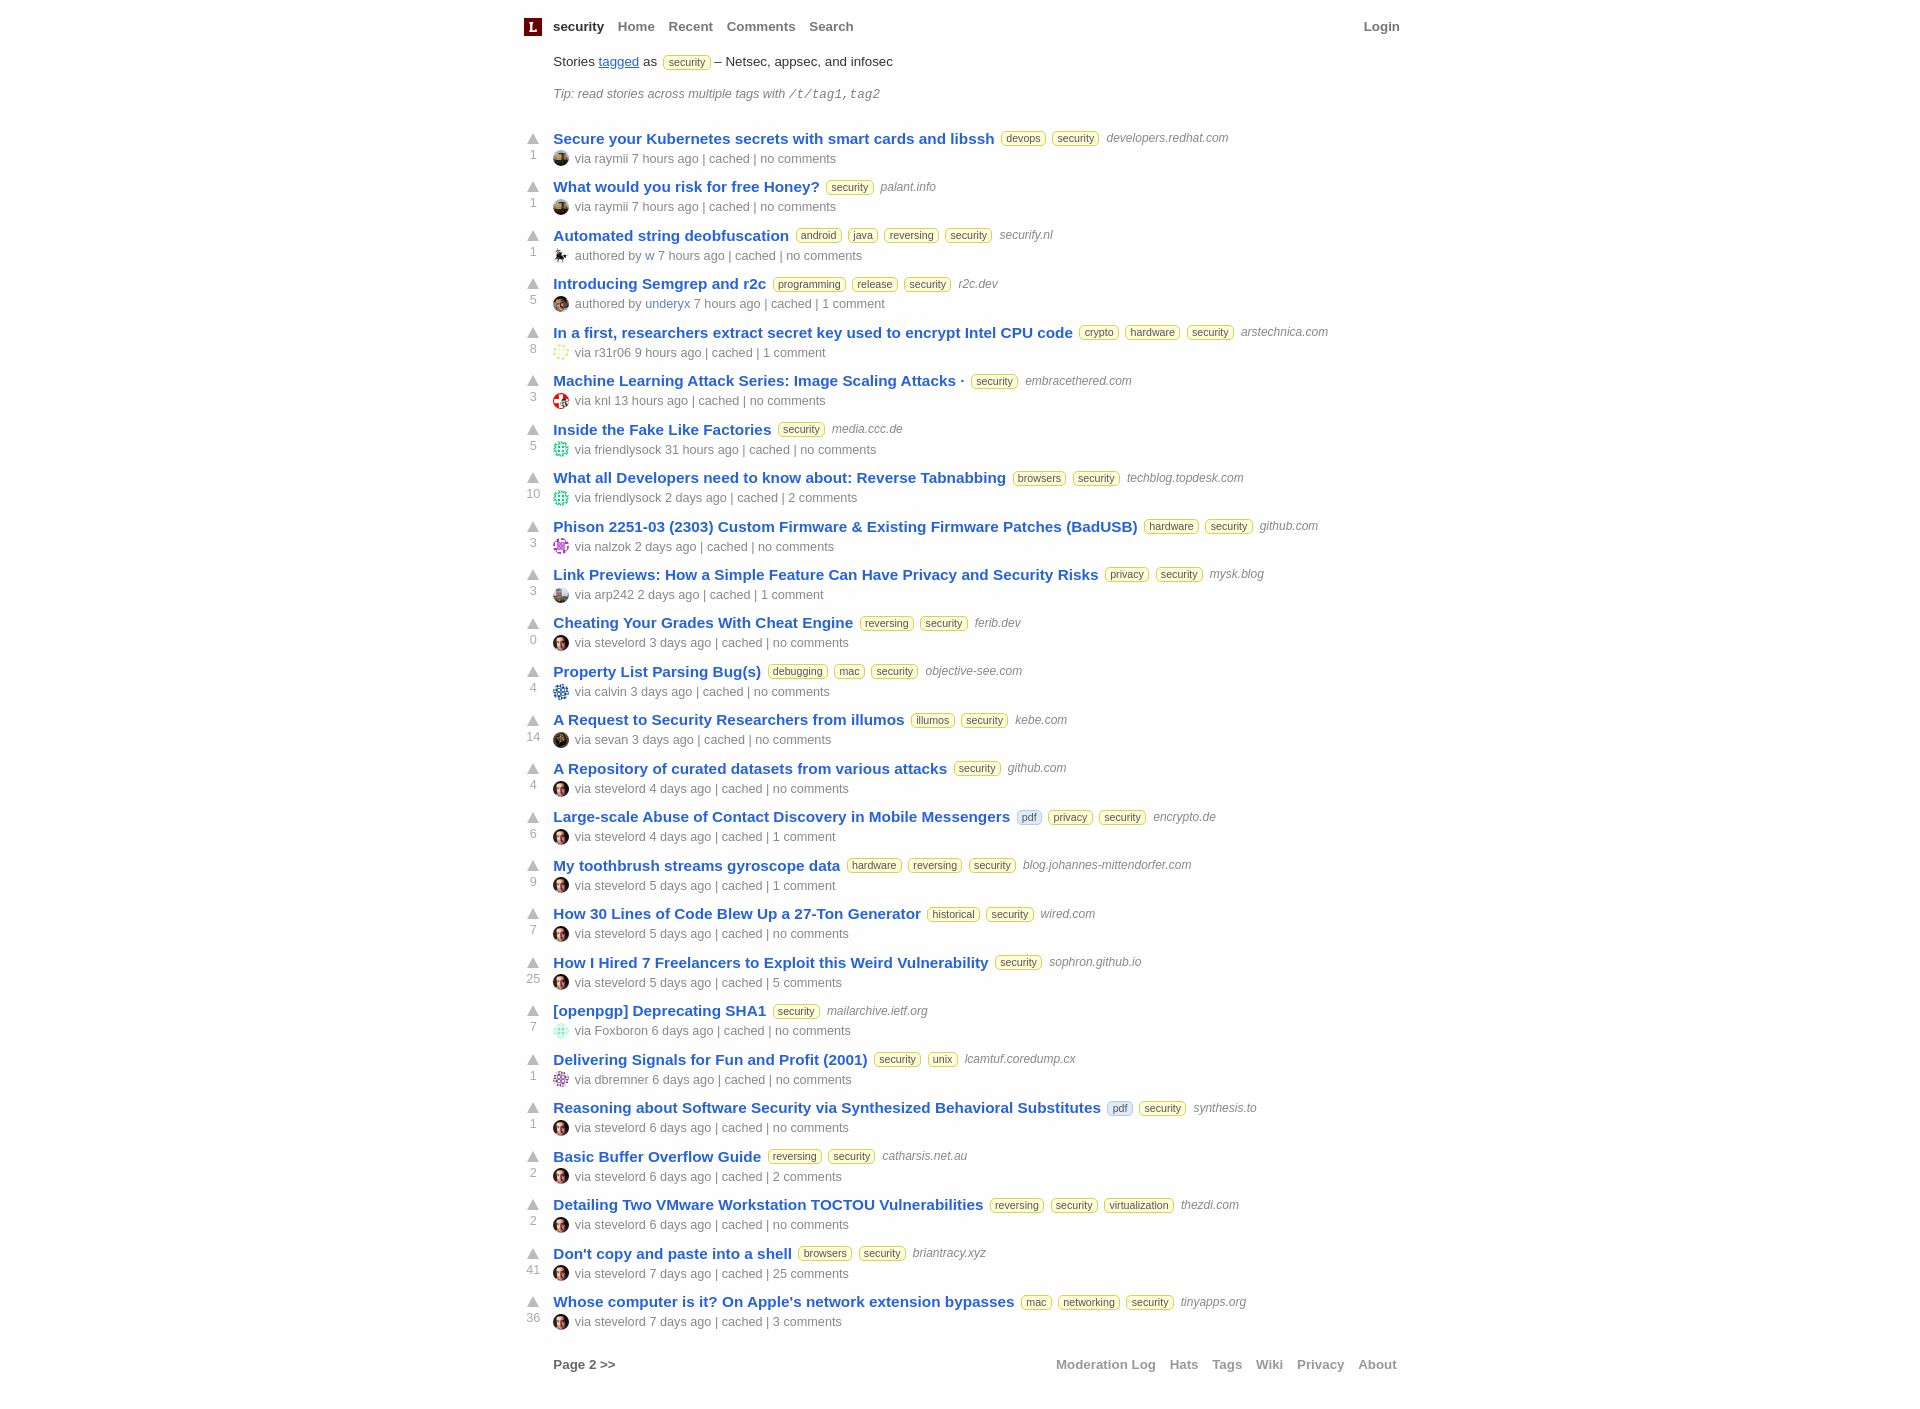 L security Home Recent Comments Search Login
Stories tagged as security – Netsec, appsec, and infosec
Tip: read stories across multiple tags with /t/tag1,tag2
Secure your Kubernetes secrets with smart cards and libssh devops security developers.redhat.com
1 via raymii 7 hours ago | cached | no comments
What would you risk for free Honey? security palant.info
1 via raymii 7 hours ago | cached | no comments
Automated string deobfuscation android java reversing security securify.nl
1 authored by w 7 hours ago | cached | no comments
Introducing Semgrep and r2c programming release security r2c.dev
5 authored by underyx 7 hours ago | cached | 1 comment
In a first, researchers extract secret key used to encrypt Intel CPU code crypto hardware security arstechnica.com
8 via r31r06 9 hours ago | cached | 1 comment
Machine Learning Attack Series: Image Scaling Attacks · security embracethered.com
3 via knl 13 hours ago | cached | no comments
Inside the Fake Like Factories security media.ccc.de
5 via friendlysock 31 hours ago | cached | no comments
What all Developers need to know about: Reverse Tabnabbing browsers security techblog.topdesk.com
10 via friendlysock 2 days ago | cached | 2 comments
Phison 2251-03 (2303) Custom Firmware & Existing Firmware Patches (BadUSB) hardware security github.com
3 via nalzok 2 days ago | cached | no comments
Link Previews: How a Simple Feature Can Have Privacy and Security Risks privacy security mysk.blog
3 via arp242 2 days ago | cached | 1 comment
Cheating Your Grades With Cheat Engine reversing security ferib.dev
0 via stevelord 3 days ago | cached | no comments
Property List Parsing Bug(s) debugging mac security objective-see.com
4 via calvin 3 days ago | cached | no comments
A Request to Security Researchers from illumos illumos security kebe.com
14 via sevan 3 days ago | cached | no comments
A Repository of curated datasets from various attacks security github.com
4 via stevelord 4 days ago | cached | no comments
Large-scale Abuse of Contact Discovery in Mobile Messengers pdf privacy security encrypto.de
6 via stevelord 4 days ago | cached | 1 comment
My toothbrush streams gyroscope data hardware reversing security blog.johannes-mittendorfer.com
9 via stevelord 5 days ago | cached | 1 comment
How 30 Lines of Code Blew Up a 27-Ton Generator historical security wired.com
7 via stevelord 5 days ago | cached | no comments
How I Hired 7 Freelancers to Exploit this Weird Vulnerability security sophron.github.io
25 via stevelord 5 days ago | cached | 5 comments
[openpgp] Deprecating SHA1 security mailarchive.ietf.org
7 via Foxboron 6 days ago | cached | no comments
Delivering Signals for Fun and Profit (2001) security unix lcamtuf.coredump.cx
1 via dbremner 6 days ago | cached | no comments
Reasoning about Software Security via Synthesized Behavioral Substitutes pdf security synthesis.to
1 via stevelord 6 days ago | cached | no comments
Basic Buffer Overflow Guide reversing security catharsis.net.au
2 via stevelord 6 days ago | cached | 2 comments
Detailing Two VMware Workstation TOCTOU Vulnerabilities reversing security virtualization thezdi.com
2 via stevelord 6 days ago | cached | no comments
Don't copy and paste into a shell browsers security briantracy.xyz
41 via stevelord 7 days ago | cached | 25 comments
Whose computer is it? On Apple's network extension bypasses mac networking security tinyapps.org
36 via stevelord 7 days ago | cached | 3 comments
Page 2 >> Moderation Log Hats Tags Wiki Privacy About